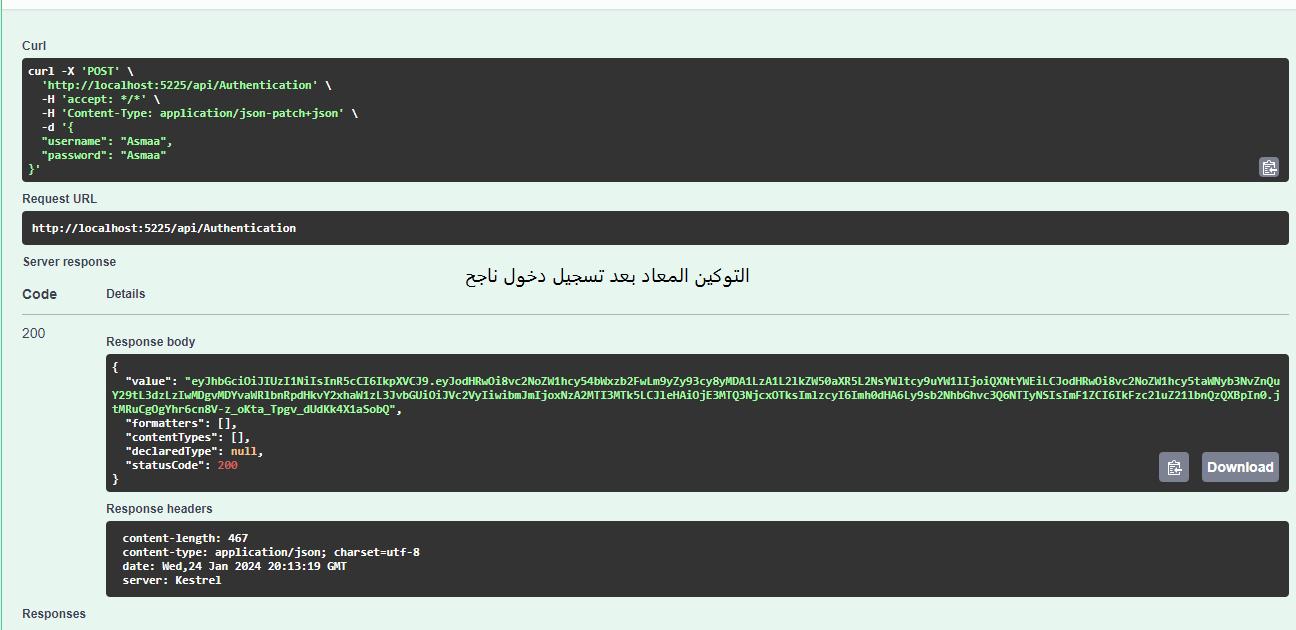 Curl
curl -X 'POST' \
'http://localhost:5225/api/Authentication' \
-H 'accept: */*' \
-H 'Content-Type: application/json-patch+json' \
-d '{
"username": "Asmaa",
"password": "Asmaa"
}'
Request URL
http://localhost:5225/api/Authentication
Server response
التوكين المعاد بعد تسجيل دخول ناجح
Code Details
200
Response body
{
"value": "eyJhbGciOiJIUzI1NiIsInR5cCI6IkpXVCJ9.eyJodHRwOi8vc2NoZW1hcy54bWxzb2FwLm9yZy93cy8yMDA1LzA1L2lkZW50aXR5L2NsYWltcy9uYW1lIjoiQXNtYWEiLCJodHRwOi8vc2NoZW1hcy5taWNyb3NvZnQu
Y29tL3dzLzIwMDgvMDYvaWRlbnRpdHkvY2xhaW1zL3JvbGUiOiJVc2VyIiwibmJmIjoxNzA2MTI3MTk5LCJleHAiOjE3MTQ3NjcxOTksImlzcyI6Imh0dHA6Ly9sb2NhbGhvc3Q6NTIyNSIsImF1ZCI6IkFzc2luZ21lbnQzQXBpIn0.j
tMRuCgOgYhr6cn8V-z_oKta_Tpgv_dUdKk4X1aSobQ",
"formatters": [],
"contentTypes": [],
"declaredType": null,
"statusCode": 200
}
Download
Response headers
content-length: 467
content-type: application/json; charset=utf-8
date: Wed,24 Jan 2024 20:13:19 GMT
server: Kestrel
Responses